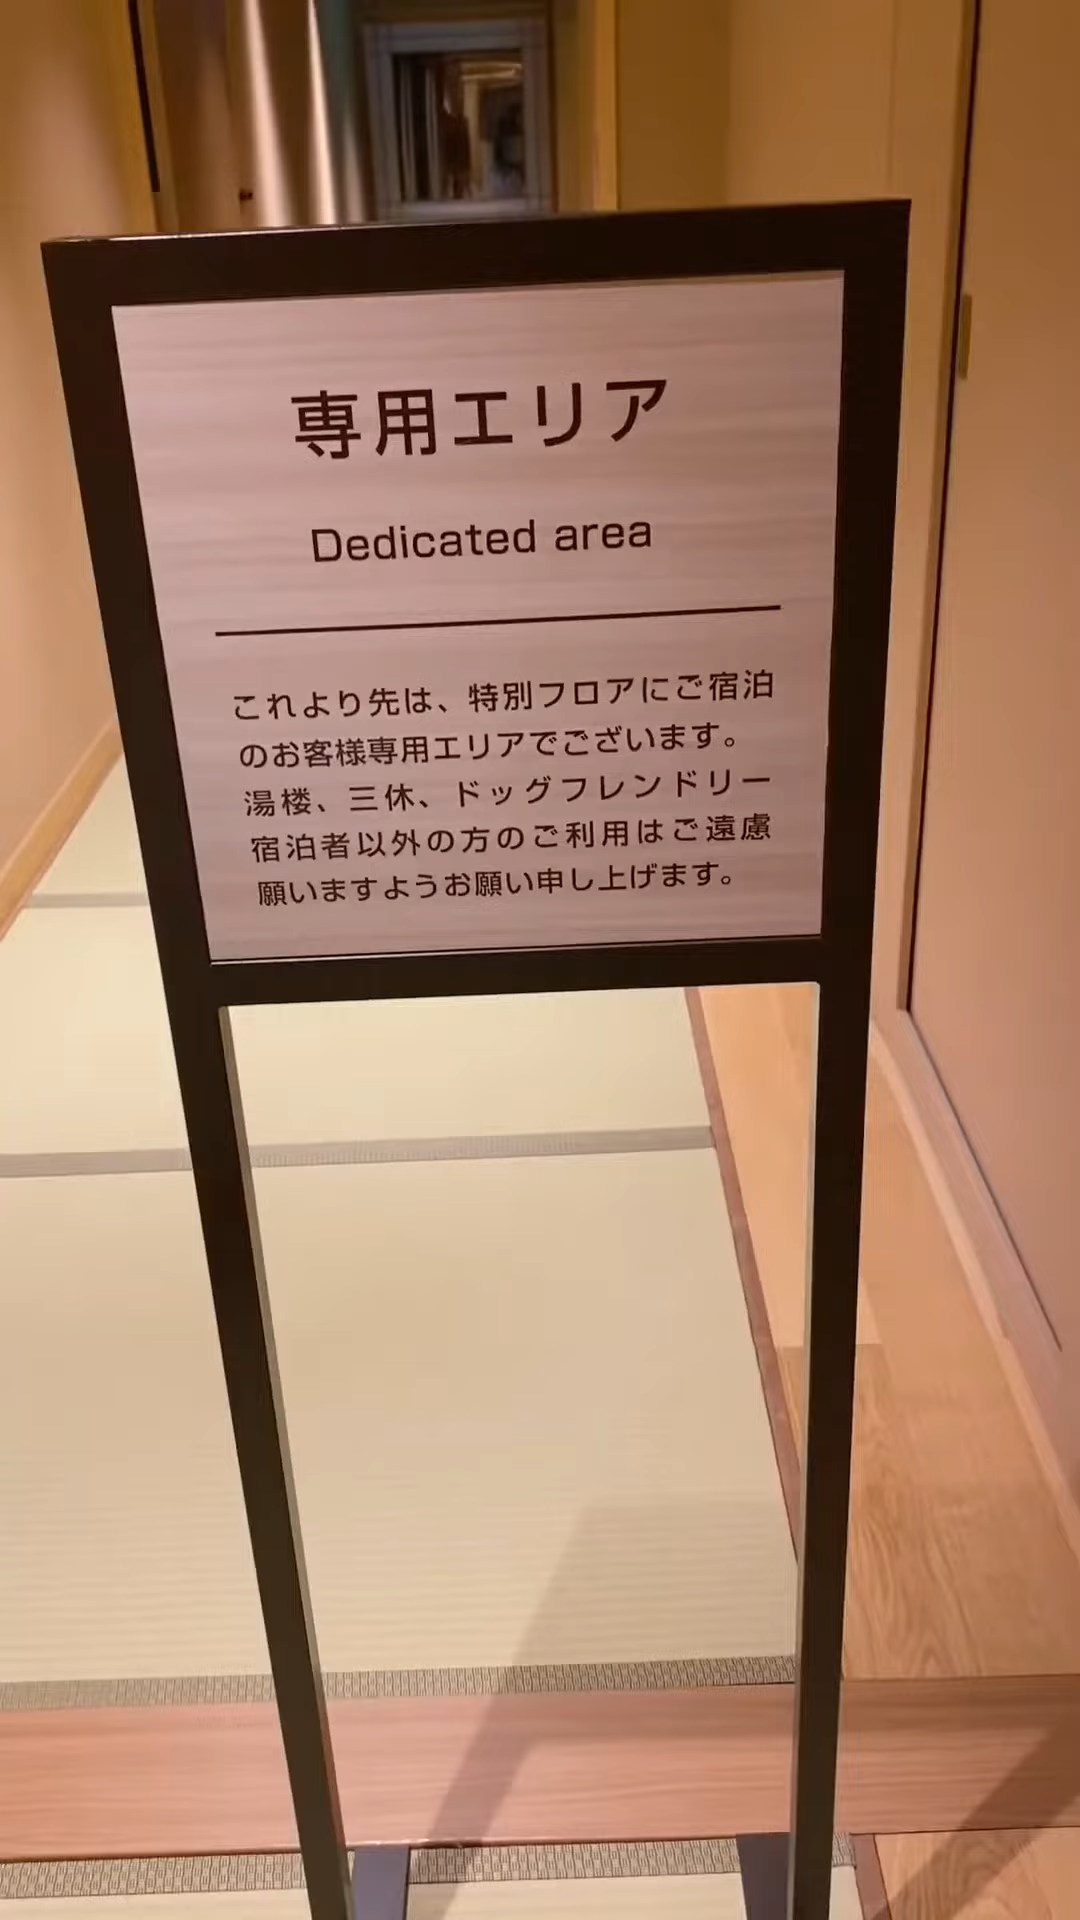 専用エリア
Dedicated area
これより先は、特別フロアにご宿泊
のお客様専用エリアでございます。
湯楼、三休、ドッグフレンドリー
宿泊者以外の方のご利用はご遠慮
願いますようお願い申し上げます。